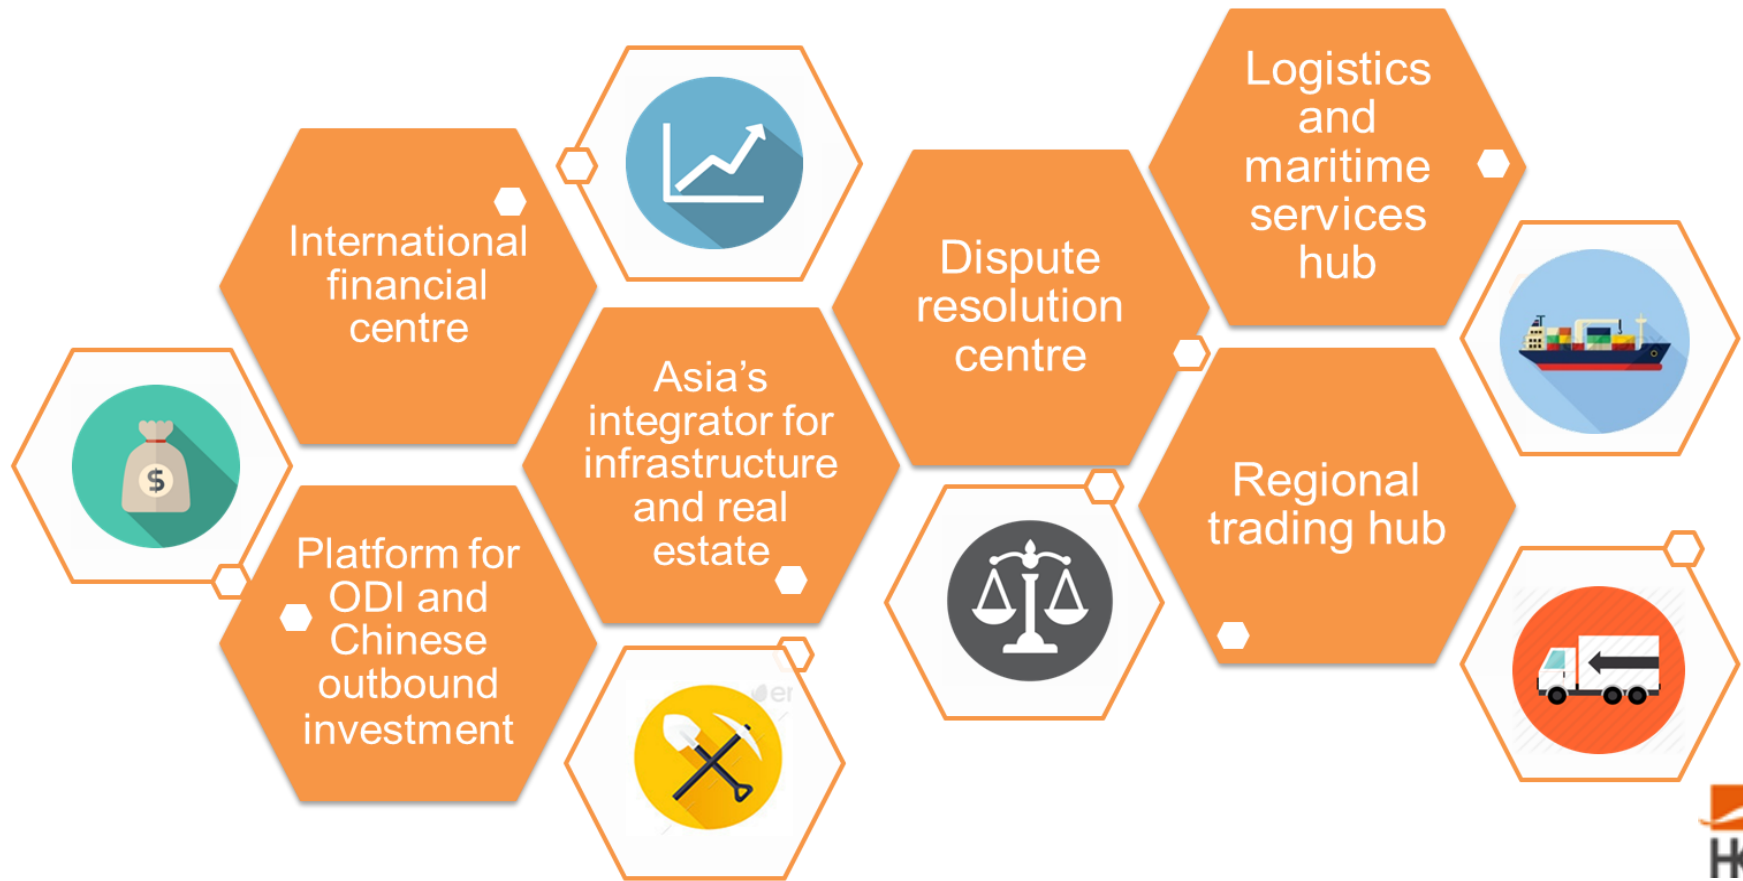 International
financial
centre
Platform for
ODI and
Chinese
outbound
investment
$
Asia’s
integrator for
infrastructure
and real
estate
Dispute
resolution
centre
Logistics
and
maritime
services
hub
Regional
trading hub